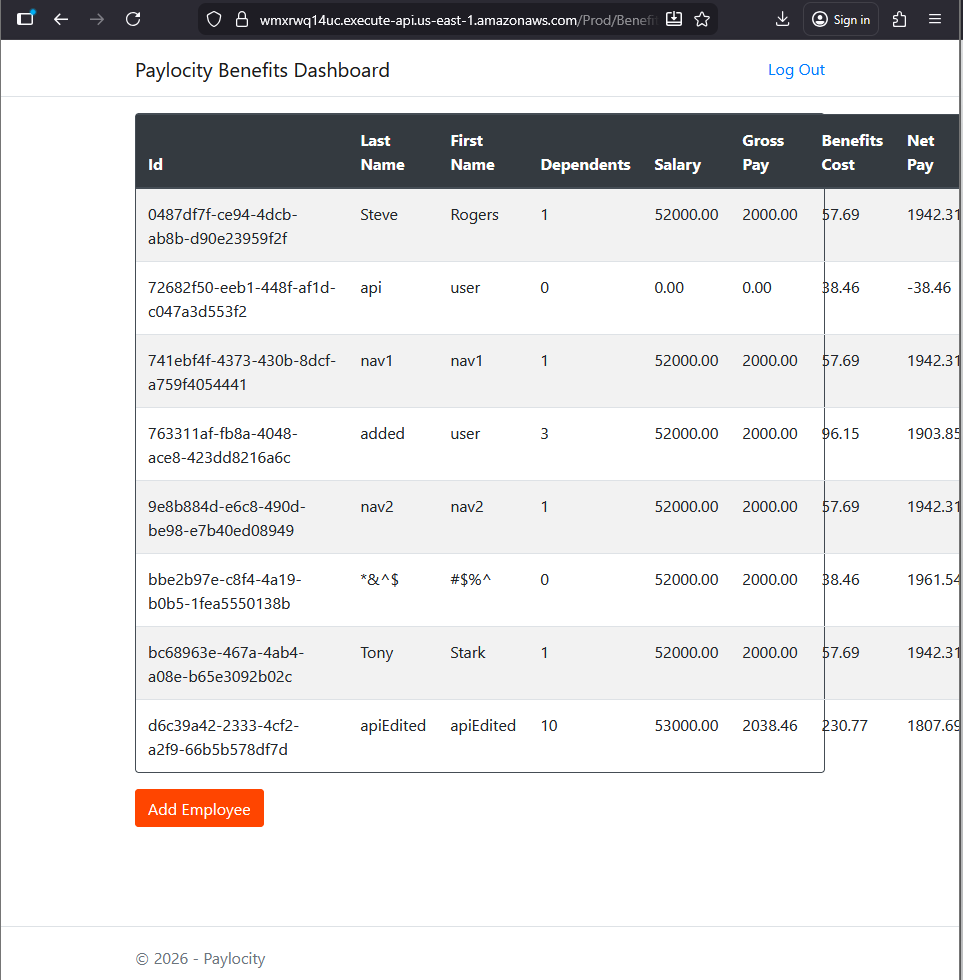 wmxrwq14uc.execute-api.us-east-1.amazonaws.com/Prod/Benefi
Sign in
Paylocity Benefits Dashboard
Log Out
Id Last Name First Name Dependents Salary Gross Pay Benefits Cost Net Pay
0487df7f-ce94-4dcb-ab8b-d90e23959f2f Steve Rogers 1 52000.00 2000.00 57.69 1942.31
72682f50-eeb1-448f-af1d-c047a3d553f2 api user 0 0.00 0.00 38.46 -38.46
741ebf4f-4373-430b-8dcf-a759f4054441 nav1 nav1 1 52000.00 2000.00 57.69 1942.31
763311af-fb8a-4048-ace8-423dd8216a6c added user 3 52000.00 2000.00 96.15 1903.85
9e8b884d-e6c8-490d-be98-e7b40ed08949 nav2 nav2 1 52000.00 2000.00 57.69 1942.31
bbe2b97e-c8f4-4a19-b0b5-1fea5550138b *&^$ #$%^ 0 52000.00 2000.00 38.46 1961.54
bc68963e-467a-4ab4-a08e-b65e3092b02c Tony Stark 1 52000.00 2000.00 57.69 1942.31
d6c39a42-2333-4cf2-a2f9-66b5b578df7d apiEdited apiEdited 10 53000.00 2038.46 230.77 1807.69
Add Employee
© 2026 - Paylocity